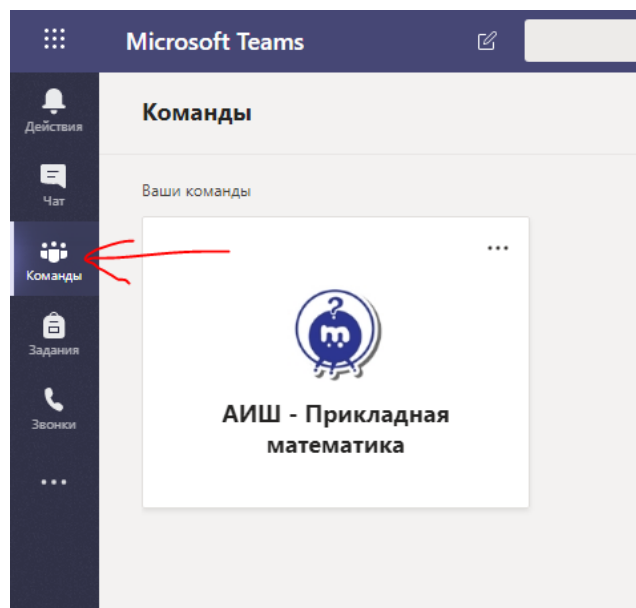 Microsoft Teams
Действия
Чат
Команды
Задания
Звонки
Команды
Ваши команды
? m
АИШ - Прикладная
математика